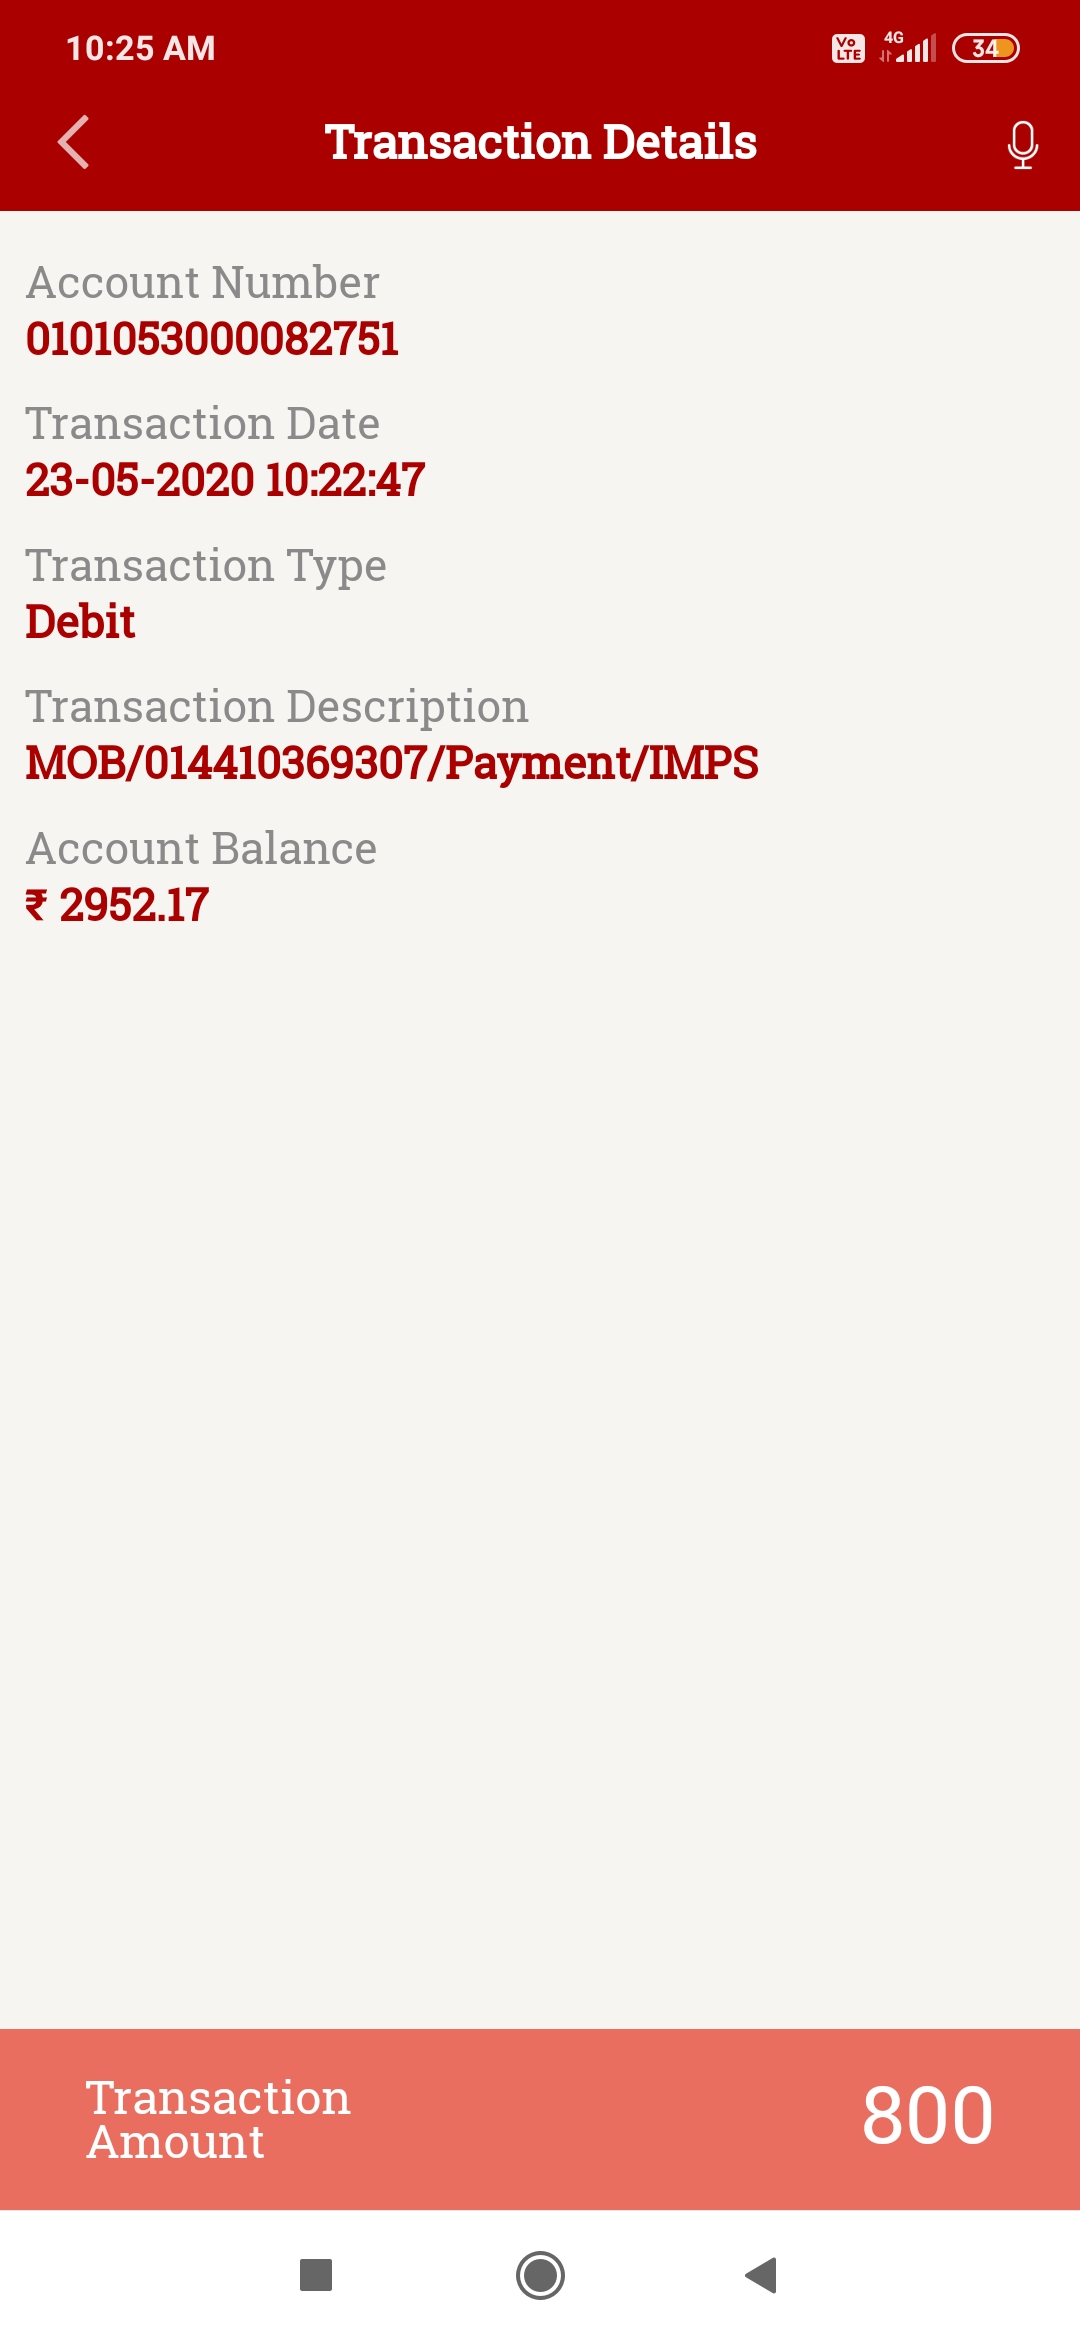 10:25 AM
Vo LTE
4G
34
Transaction Details
Account Number
0101053000082751
Transaction Date
23-05-2020 10:22:47
Transaction Type
Debit
Transaction Description
MOB/014410369307/Payment/IMPS
Account Balance
₹ 2952.17
Transaction
Amount
800